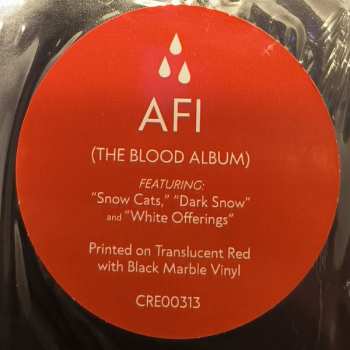 AFI
(THE BLOOD ALBUM)
FEATURING:
“Snow Cats,” “Dark Snow”
and “White Offerings”
Printed on Translucent Red
with Black Marble Vinyl
CRE00313